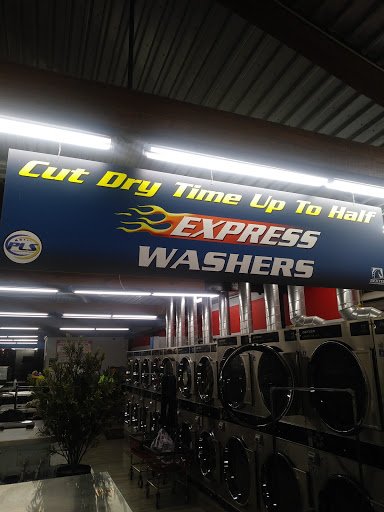 Cut Dry Time Up To Half
EXPRESS
WASHERS
PLS